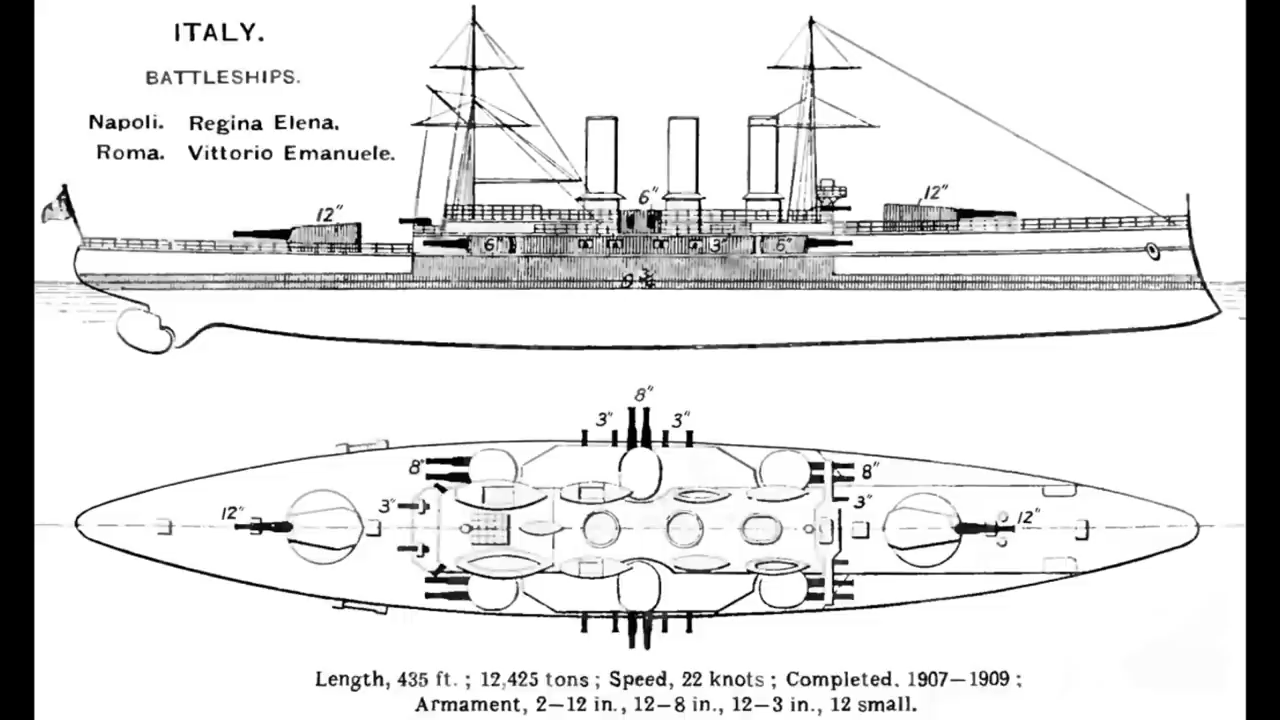 ITALY.
BATTLESHIPS.
Napoli. Regina Elena.
Roma. Vittorio Emanuele.
12" 6" 12"
6" 3" 6"
8"
3" 3"
8" 8"
12" 3" 3" 12"
Length, 435 ft. ; 12,425 tons ; Speed, 22 knots ; Completed. 1907—1909 ;
Armament, 2—12 in., 12—8 in., 12—3 in., 12 small.